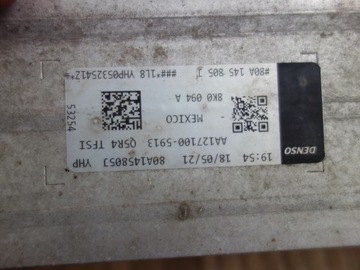 DENSO
19:54 18/05/21 80A145805J YHP
AA127100-5913 Q5R4 TFSI
MEXICO
8K0 094 A
53254
#80A 145 805 J ###*1L8